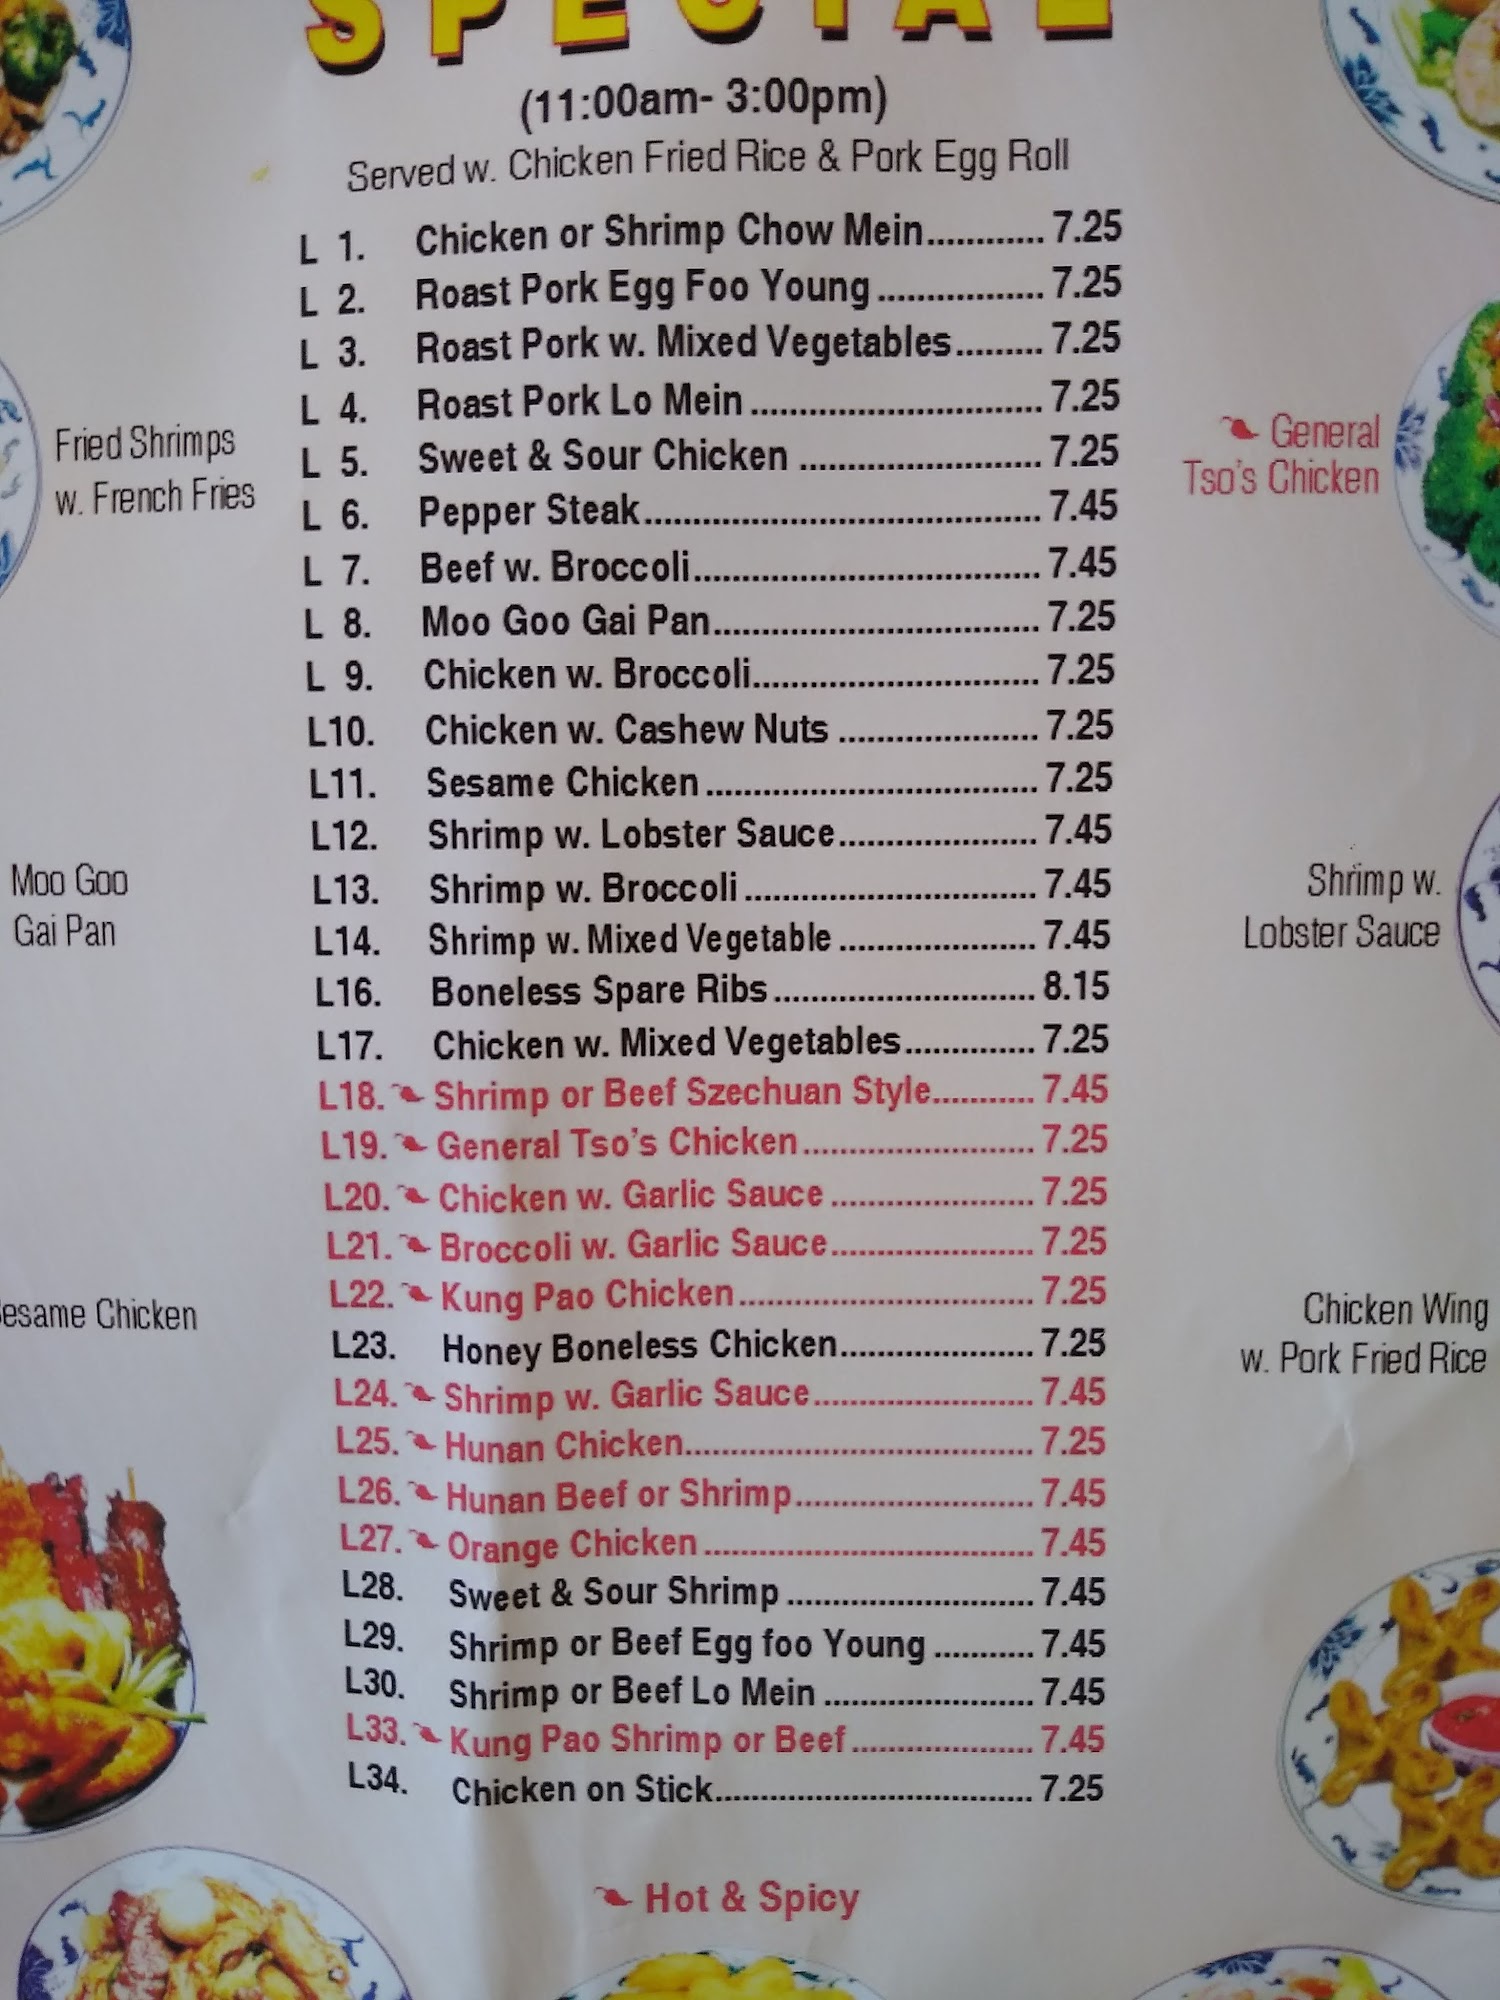 SPECIAL
(11:00am- 3:00pm)
Served w. Chicken Fried Rice & Pork Egg Roll
L 1. Chicken or Shrimp Chow Mein............ 7.25
L 2. Roast Pork Egg Foo Young ................. 7.25
L 3. Roast Pork w. Mixed Vegetables......... 7.25
L 4. Roast Pork Lo Mein .............................. 7.25
L 5. Sweet & Sour Chicken ......................... 7.25
L 6. Pepper Steak......................................... 7.45
L 7. Beef w. Broccoli.................................... 7.45
L 8. Moo Goo Gai Pan.................................. 7.25
L 9. Chicken w. Broccoli.............................. 7.25
L10. Chicken w. Cashew Nuts ..................... 7.25
L11. Sesame Chicken .................................. 7.25
L12. Shrimp w. Lobster Sauce..................... 7.45
L13. Shrimp w. Broccoli .............................. 7.45
L14. Shrimp w. Mixed Vegetable .................... 7.45
L16. Boneless Spare Ribs ........................... 8.15
L17. Chicken w. Mixed Vegetables.............. 7.25
L18. Shrimp or Beef Szechuan Style........... 7.45
L19. General Tso's Chicken ........................ 7.25
L20. Chicken w. Garlic Sauce ..................... 7.25
L21. Broccoli w. Garlic Sauce..................... 7.25
L22. Kung Pao Chicken ............................... 7.25
L23. Honey Boneless Chicken.................... 7.25
L24. Shrimp w. Garlic Sauce....................... 7.45
L25. Hunan Chicken.................................... 7.25
L26. Hunan Beef or Shrimp......................... 7.45
L27. Orange Chicken .................................. 7.45
L28. Sweet & Sour Shrimp .......................... 7.45
L29. Shrimp or Beef Egg foo Young ........... 7.45
L30. Shrimp or Beef Lo Mein ...................... 7.45
L33. Kung Pao Shrimp or Beef................... 7.45
L34. Chicken on Stick................................. 7.25
Hot & Spicy
Fried Shrimps
w. French Fries
Moo Goo
Gai Pan
esame Chicken
General
Tso's Chicken
Shrimp w.
Lobster Sauce
Chicken Wing
w. Pork Fried Rice